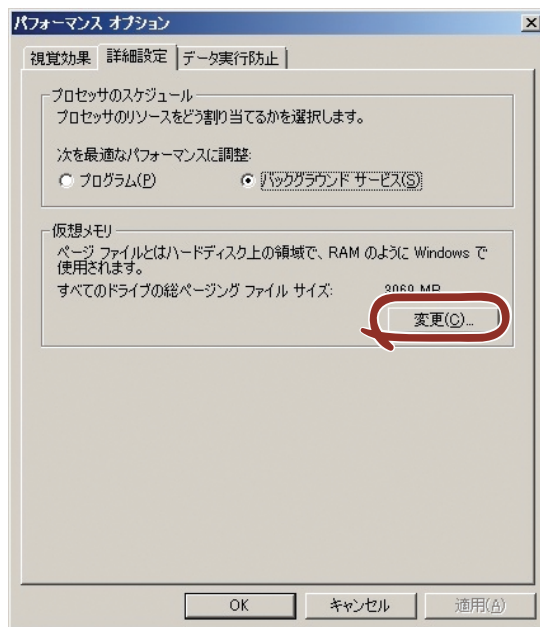 パフォーマンス オプション
視覚効果 詳細設定 データ実行防止
プロセッサのスケジュール
プロセッサのリソースをどう割り当てるかを選択します。
次を最適なパフォーマンスに調整:
プログラム(P) バックグラウンド サービス(S)
仮想メモリ
ページ ファイルとはハードディスク上の領域で、RAM のように Windows で
使用されます。
すべてのドライブの総ページング ファイル サイズ: MB
変更(C)...
OK キャンセル 適用(A)